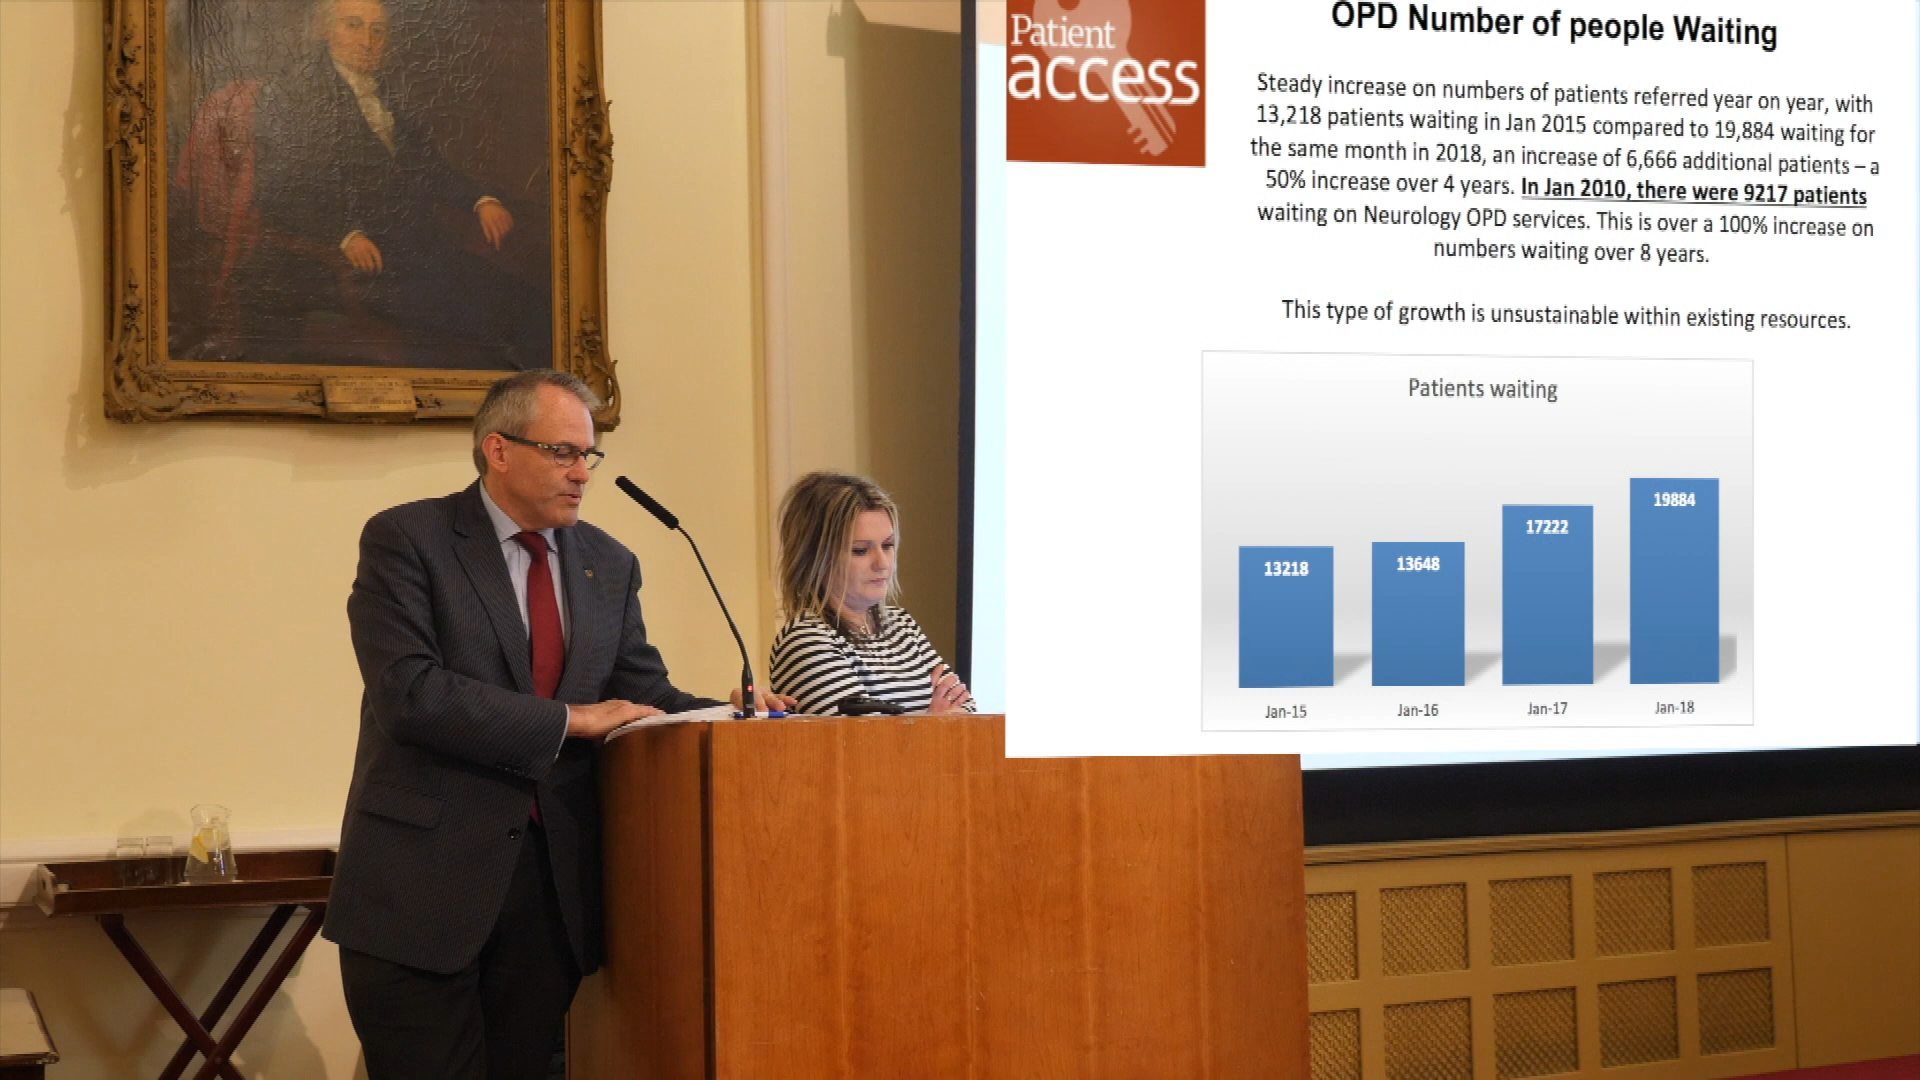 Patient
access
OPD Number of people Waiting
Steady increase on numbers of patients referred year on year, with
13,218 patients waiting in Jan 2015 compared to 19,884 waiting for
the same month in 2018, an increase of 6,666 additional patients – a
50% increase over 4 years. In Jan 2010, there were 9217 patients
waiting on Neurology OPD services. This is over a 100% increase on
numbers waiting over 8 years.
This type of growth is unsustainable within existing resources.
Patients waiting
13218
13648
17222
19884
Jan-15
Jan-16
Jan-17
Jan-18